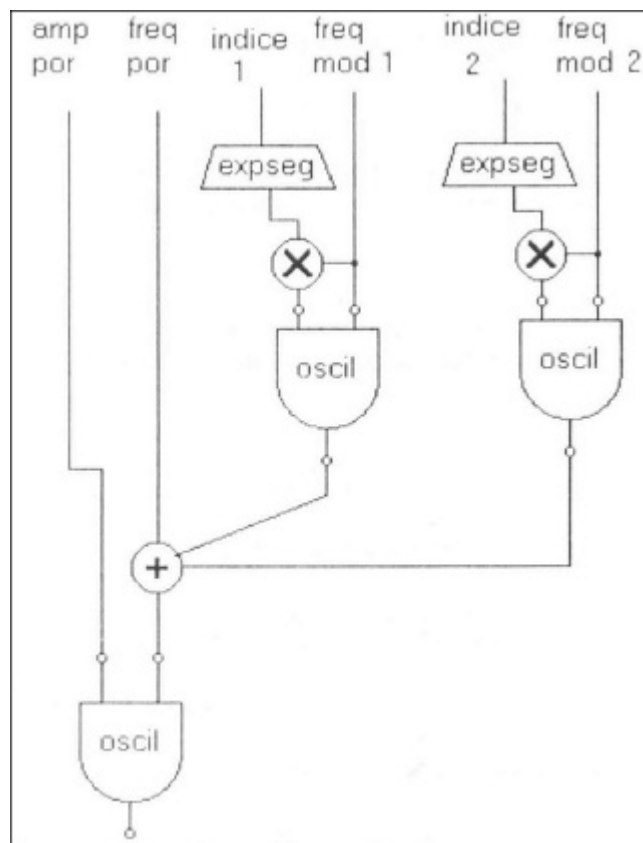 amp por
freq por
indice 1
freq mod 1
indice 2
freq mod 2
expseg
expseg
×
×
oscil
oscil
+
oscil